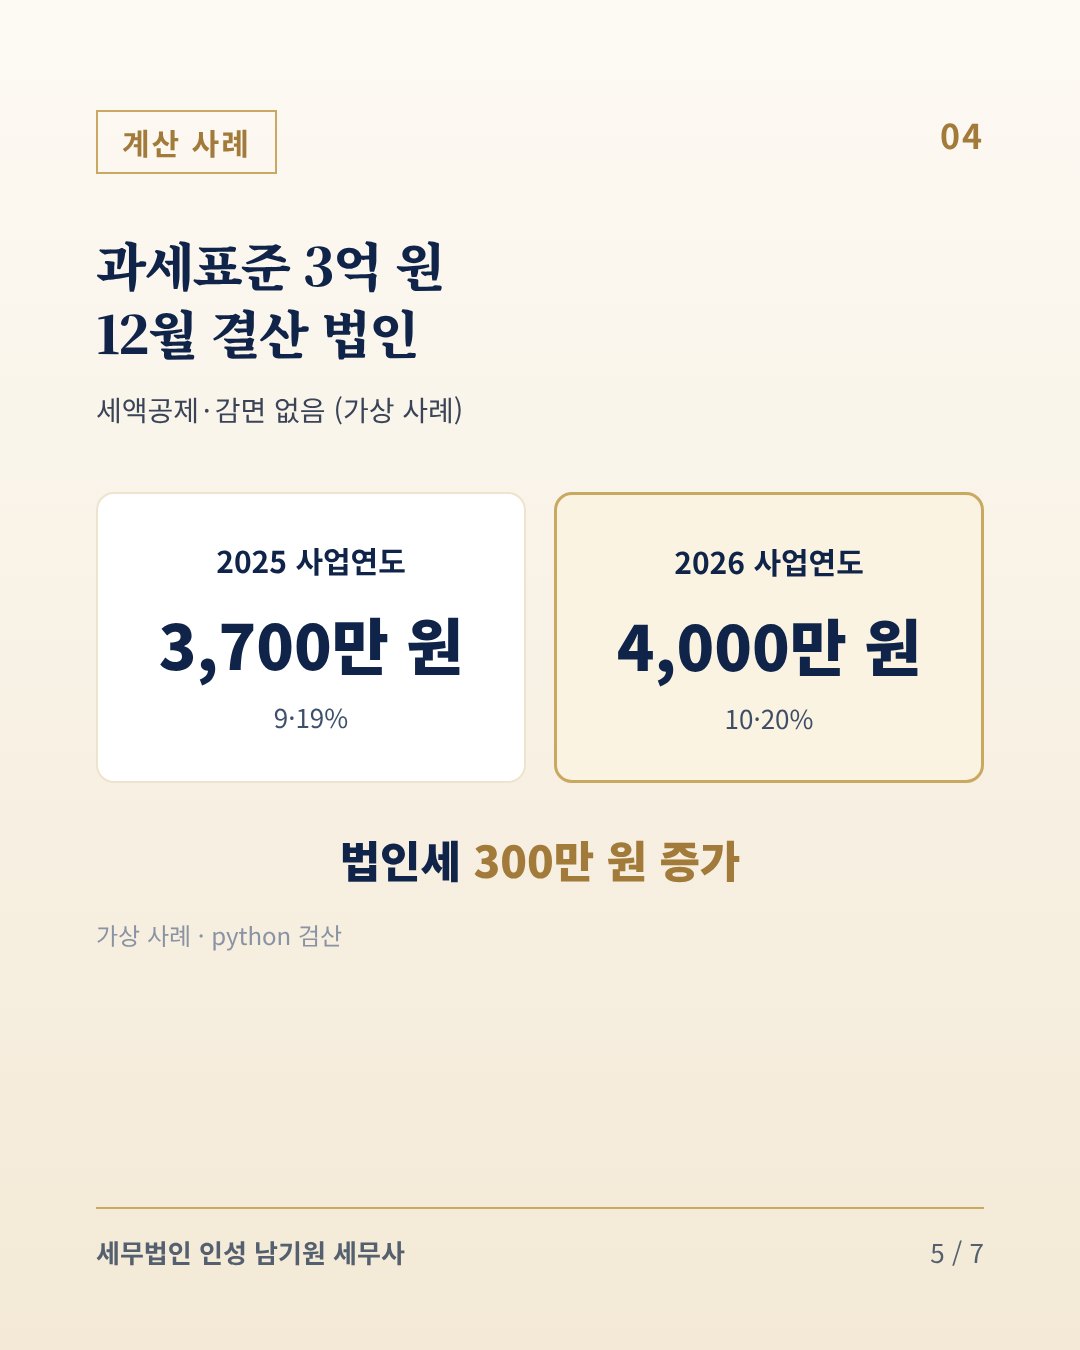 계산 사례
04
과세표준 3억 원
12월 결산 법인
세액공제·감면 없음 (가상 사례)
2025 사업연도
3,700만 원
9·19%
2026 사업연도
4,000만 원
10·20%
법인세 300만 원 증가
가상 사례 · python 검산
세무법인 인성 남기원 세무사
5 / 7